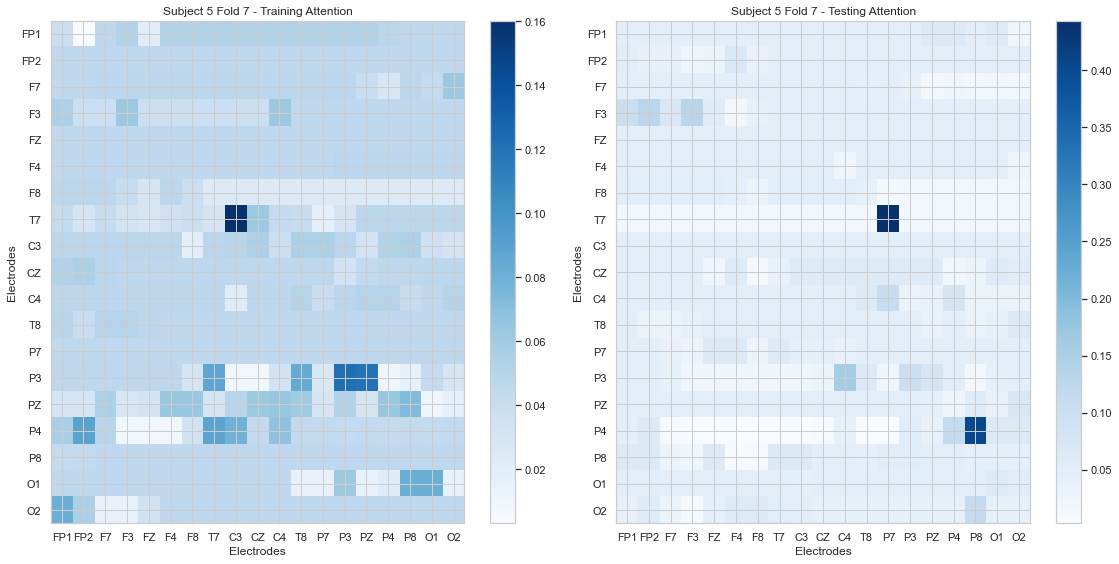 Subject 5 Fold 7 - Training Attention
FP1
FP2
F7
F3
FZ
F4
F8
T7
C3
CZ
C4
T8
P7
P3
PZ
P4
P8
O1
O2
Electrodes
FP1 FP2 F7 F3 FZ F4 F8 T7 C3 CZ C4 T8 P7 P3 PZ P4 P8 O1 O2
Electrodes
0.16
0.14
0.12
0.10
0.08
0.06
0.04
0.02
Subject 5 Fold 7 - Testing Attention
FP1
FP2
F7
F3
FZ
F4
F8
T7
C3
CZ
C4
T8
P7
P3
PZ
P4
P8
O1
O2
Electrodes
FP1 FP2 F7 F3 FZ F4 F8 T7 C3 CZ C4 T8 P7 P3 PZ P4 P8 O1 O2
Electrodes
0.40
0.35
0.30
0.25
0.20
0.15
0.10
0.05